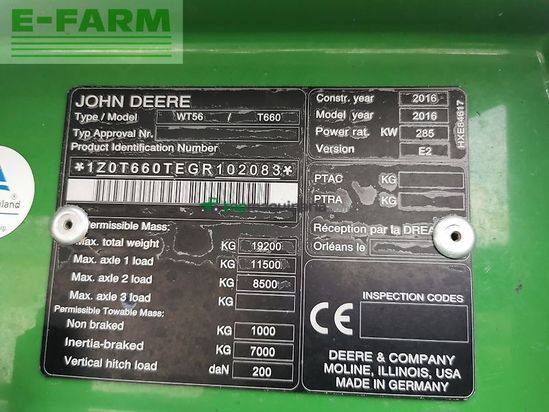 E-FARM
JOHN DEERE
Type / Model WT56 / T660
Typ Approval Nr.
Product Identification Number
*1Z0T660TEGR102083*
Permissible Mass:
Max. total weight KG 19200
Max. axle 1 load KG 11500
Max. axle 2 load KG 8500
Max. axle 3 load KG
Permissible Towable Mass:
Non braked KG 1000
Inertia-braked KG 7000
Vertical hitch load daN 200
Constr. year 2016
Model year 2016
Power rat. KW 285
Version E2
HXE84617
PTAC KG
PTRA KG
Réception par la DREA
Orléans le
INSPECTION CODES
CE
DEERE & COMPANY
MOLINE, ILLINOIS, USA
MADE IN GERMANY